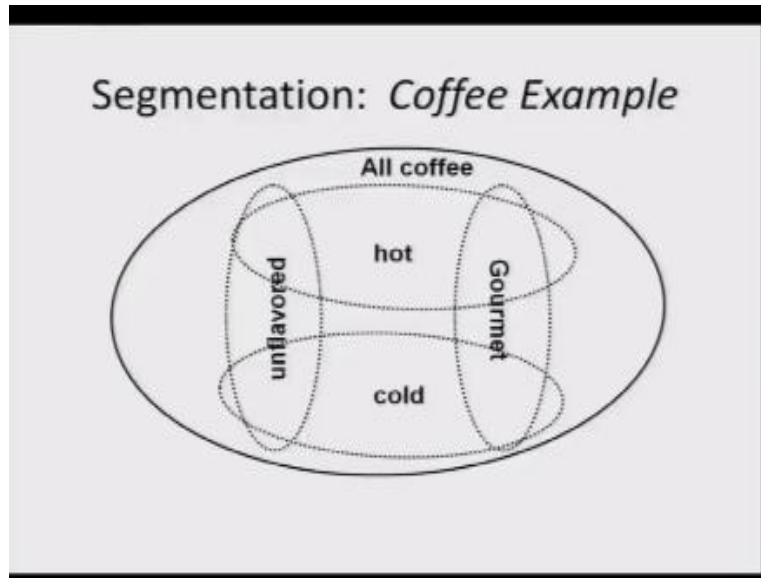 Segmentation: Coffee Example
All coffee
hot
unflavored
Gourmet
cold